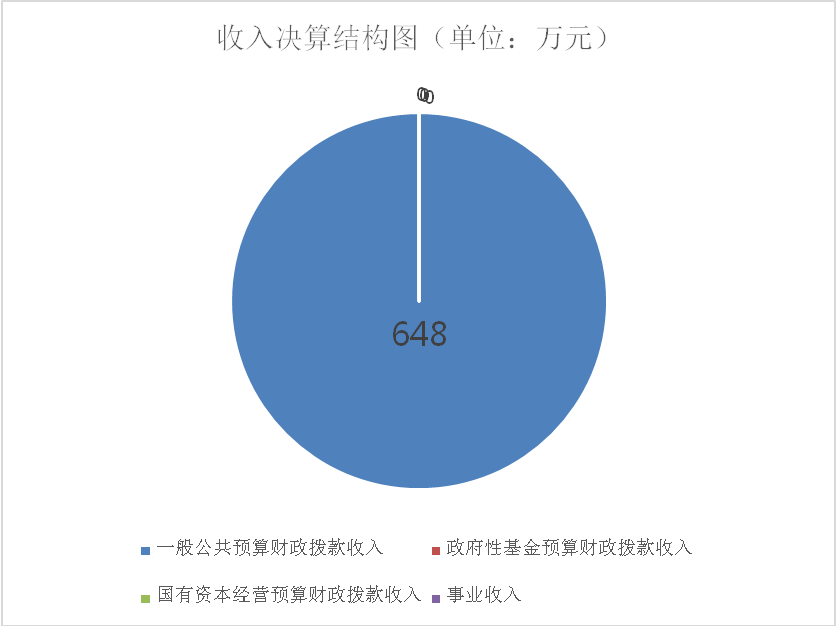 收入决算结构图（单位：万元）
000
648
一般公共预算财政拨款收入 政府性基金预算财政拨款收入
国有资本经营预算财政拨款收入 事业收入